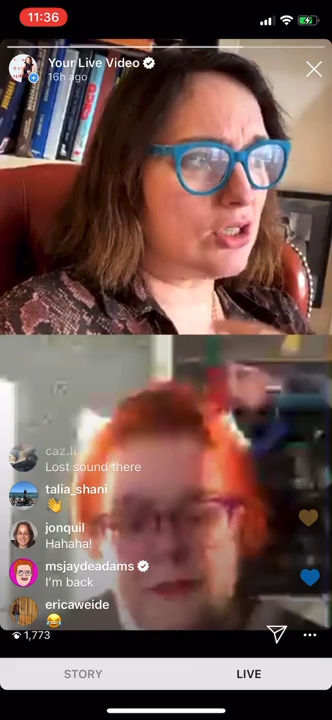 11:36
Your Live Video
16h ago
caz.li
Lost sound there
talia_shani
👋
jonquil
Hahaha!
msjaydeadams
I'm back
ericaweide
😂
1,773
STORY
LIVE